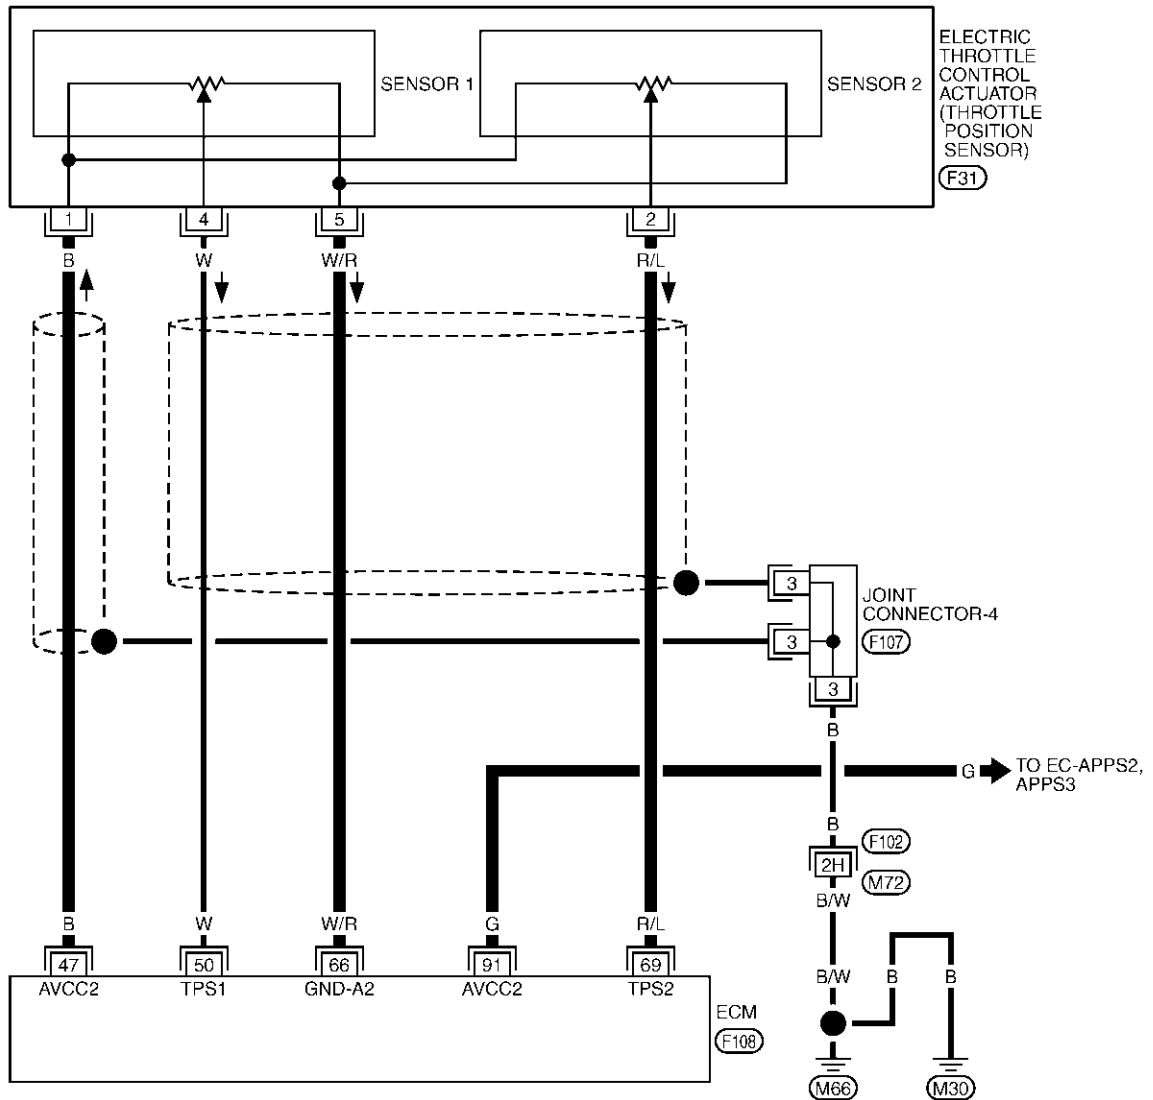 SENSOR 1
SENSOR 2
ELECTRIC
THROTTLE
CONTROL
ACTUATOR
(THROTTLE
POSITION
SENSOR)
F31
1
4
5
2
B
W
W/R
R/L
3
JOINT
CONNECTOR-4
3
F107
3
B
G
TO EC-APPS2,
APPS3
B
F102
2H
M72
B/W
B
W
W/R
G
R/L
47
50
66
91
69
AVCC2
TPS1
GND-A2
AVCC2
TPS2
B/W
B
B
ECM
F108
M66
M30